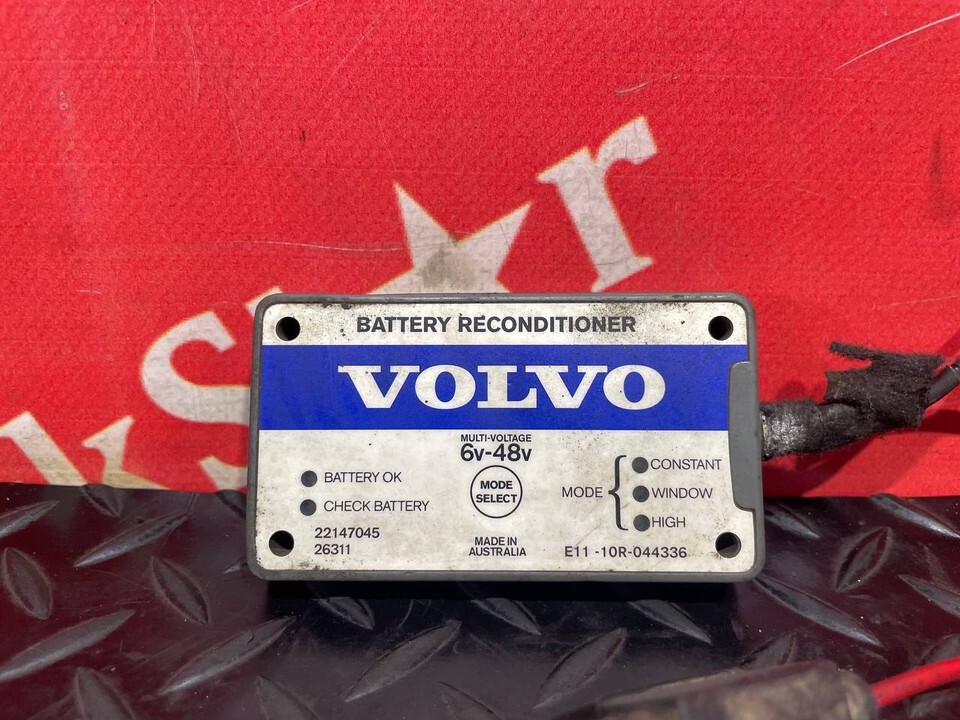 ks★r
BATTERY RECONDITIONER
VOLVO
MULTI-VOLTAGE
6v-48v
BATTERY OK
CHECK BATTERY
22147045
26311
MODE
SELECT
MADE IN
AUSTRALIA
MODE {
CONSTANT
WINDOW
HIGH
E11 -10R-044336